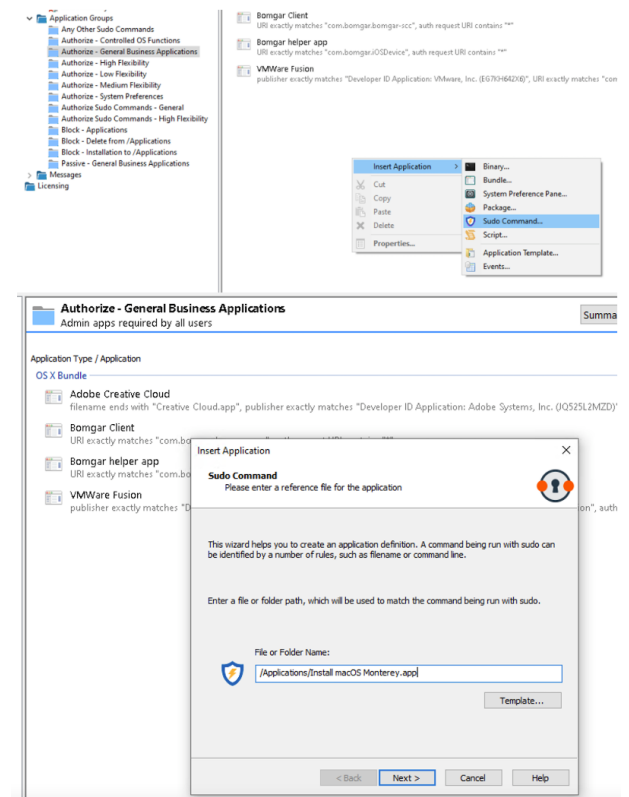 Application Groups
Any Other Sudo Commands
Authorize - Controlled OS Functions
Authorize - General Business Applications
Authorize - High Flexibility
Authorize - Low Flexibility
Authorize - Medium Flexibility
Authorize - System Preferences
Authorize Sudo Commands - General
Authorize Sudo Commands - High Flexibility
Block - Applications
Block - Delete from /Applications
Block - Installation to /Applications
Passive - General Business Applications
Messages
Licensing
Bomgar Client
URI exactly matches "com.bomgar.bomgar-scc", auth request URI contains "*"
Bomgar helper app
URI exactly matches "com.bomgar.iOSDevice", auth request URI contains "*"
VMWare Fusion
publisher exactly matches "Developer ID Application: VMware, Inc. (EG7KH642X6)", URI exactly matches "com
Insert Application >
Cut
Copy
Paste
Delete
Properties...
Binary...
Bundle...
System Preference Pane...
Package...
Sudo Command...
Script...
Application Template...
Events...
Authorize - General Business Applications
Admin apps required by all users
Summa
Application Type / Application
OS X Bundle
Adobe Creative Cloud
filename ends with "Creative Cloud.app", publisher exactly matches "Developer ID Application: Adobe Systems, Inc. (JQ525L2MZD)"
Bomgar Client
URI exactly matches "com.bo
Bomgar helper app
URI exactly matches "com.bo
VMWare Fusion
publisher exactly matches "D
on", auth
Insert Application
Sudo Command
Please enter a reference file for the application
This wizard helps you to create an application definition. A command being run with sudo can
be identified by a number of rules, such as filename or command line.
Enter a file or folder path, which will be used to match the command being run with sudo.
File or Folder Name:
/Applications/Install macOS Monterey.app
Template...
< Back
Next >
Cancel
Help